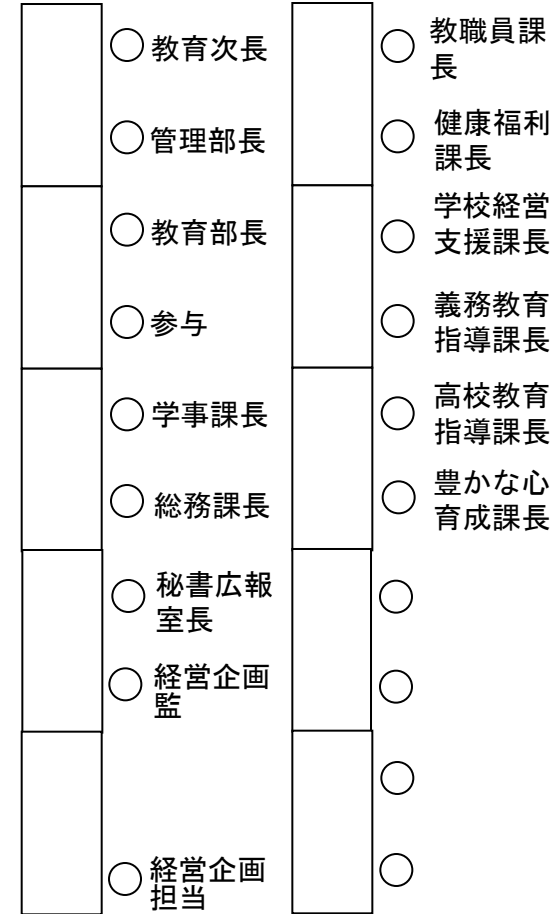 教育次長
管理部長
教育部長
参与
学事課長
総務課長
秘書広報
室長
経営企画
監
経営企画
担当
教職員課
長
健康福利
課長
学校経営
支援課長
義務教育
指導課長
高校教育
指導課長
豊かな心
育成課長